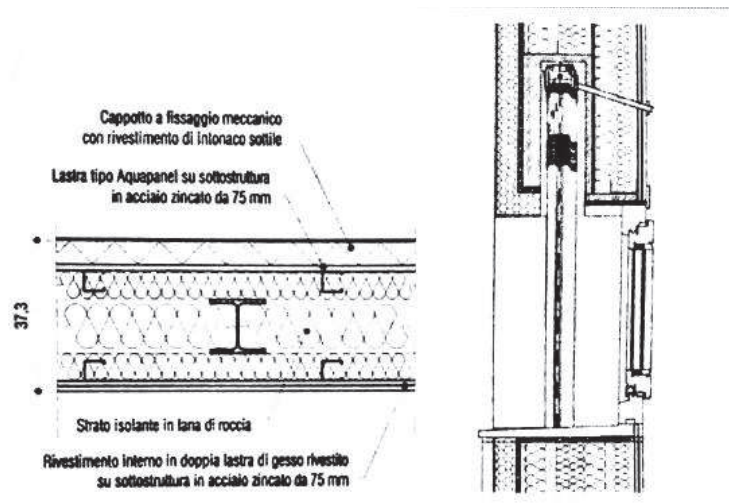 Cappotto a fissaggio meccanico
con rivestimento di intonaco sottile
Lastra tipo Aquapanel su sottostruttura
in acciaio zincato da 75 mm
37,3
Strato isolante in lana di roccia
Rivestimento interno in doppia lastra di gesso rivestito
su sottostruttura in acciaio zincato da 75 mm